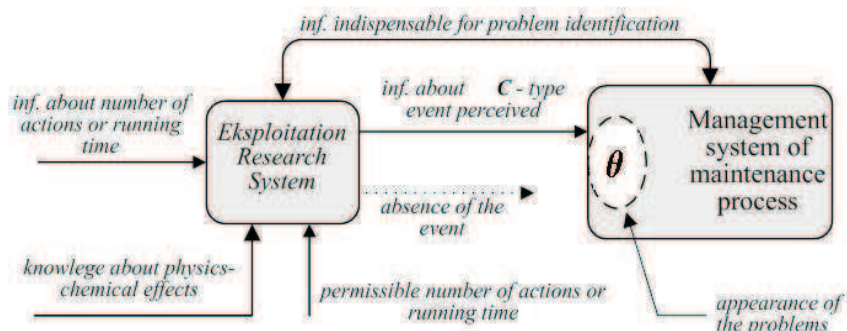 inf. indispensable for problem identification
inf. about number of
actions or running
time
Eksploitation
Research
System
inf. about C - type
event perceived
absence of the
event
θ
Management
system of
maintenance
process
knowlege about physics-
chemical effects
permissible number of actions or
running time
appearance of
the problems